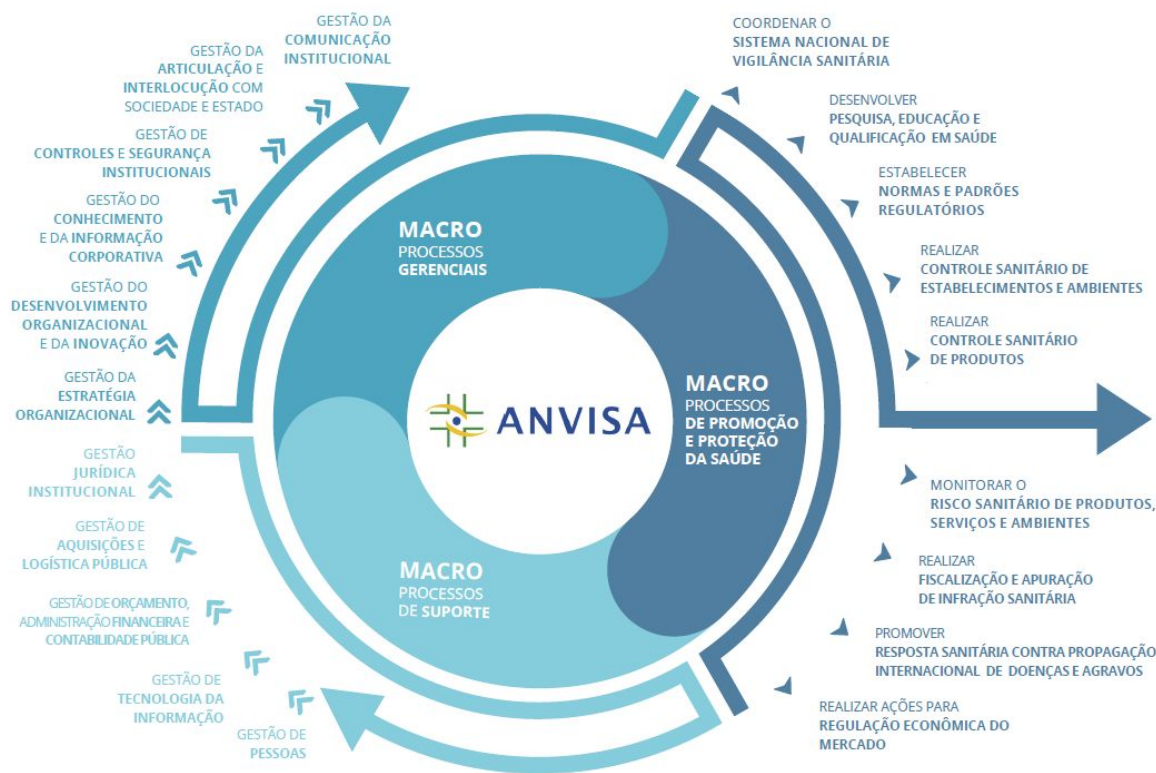 GESTÃO DA
COMUNICAÇÃO
INSTITUCIONAL
GESTÃO DA
ARTICULAÇÃO E
INTERLOCUÇÃO COM
SOCIEDADE E ESTADO
GESTÃO DE
CONTROLES E SEGURANÇA
INSTITUCIONAIS
GESTÃO DO
CONHECIMENTO
E DA INFORMAÇÃO
CORPORATIVA
GESTÃO DO
DESENVOLVIMENTO
ORGANIZACIONAL
E DA INOVAÇÃO
GESTÃO DA
ESTRATÉGIA
ORGANIZACIONAL
GESTÃO
JURÍDICA
INSTITUCIONAL
GESTÃO DE
AQUISIÇÕES E
LOGÍSTICA PÚBLICA
GESTÃO DE ORÇAMENTO,
ADMINISTRAÇÃO FINANCEIRA E
CONTABILIDADE PÚBLICA
GESTÃO DE
TECNOLOGIA DA
INFORMAÇÃO
GESTÃO DE
PESSOAS
MACRO
PROCESSOS
GERENCIAIS
ANVISA
MACRO
PROCESSOS
DE PROMOÇÃO
E PROTEÇÃO
DA SAÚDE
MACRO
PROCESSOS
DE SUPORTE
COORDENAR O
SISTEMA NACIONAL DE
VIGILÂNCIA SANITÁRIA
DESENVOLVER
PESQUISA, EDUCAÇÃO E
QUALIFICAÇÃO EM SAÚDE
ESTABELECER
NORMAS E PADRÕES
REGULATÓRIOS
REALIZAR
CONTROLE SANITÁRIO DE
ESTABELECIMENTOS E AMBIENTES
REALIZAR
CONTROLE SANITÁRIO
DE PRODUTOS
MONITORAR O
RISCO SANITÁRIO DE PRODUTOS,
SERVIÇOS E AMBIENTES
REALIZAR
FISCALIZAÇÃO E APURAÇÃO
DE INFRAÇÃO SANITÁRIA
PROMOVER
RESPOSTA SANITÁRIA CONTRA PROPAGAÇÃO
INTERNACIONAL DE DOENÇAS E AGRAVOS
REALIZAR AÇÕES PARA
REGULAÇÃO ECONÔMICA DO
MERCADO